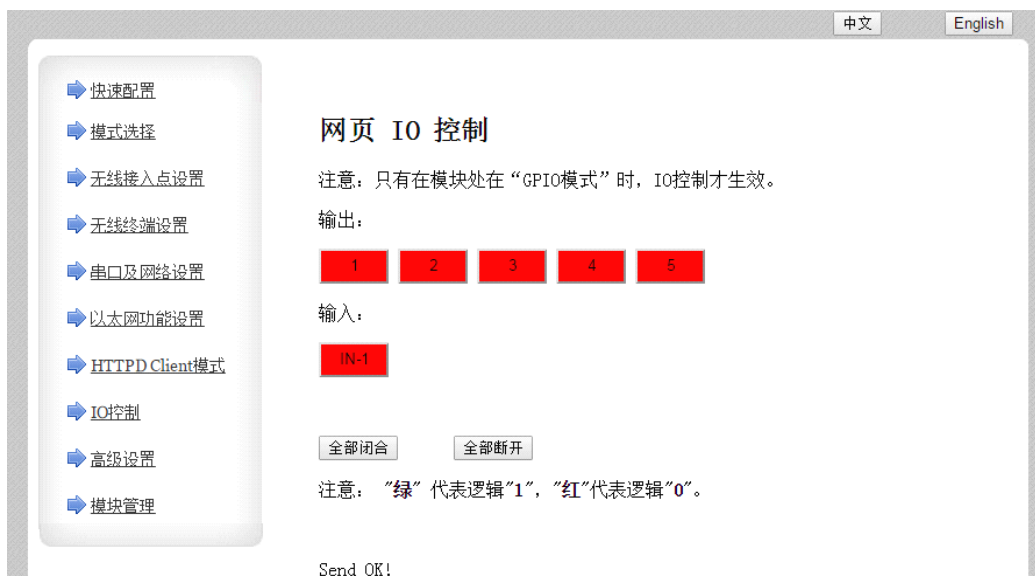 中文 English
快速配置
模式选择
无线接入点设置
无线终端设置
串口及网络设置
以太网功能设置
HTTPD Client模式
IO控制
高级设置
模块管理
网页 IO 控制
注意：只有在模块处在“GPIO模式”时，IO控制才生效。
输出：
1 2 3 4 5
输入：
IN-1
全部闭合 全部断开
注意： ″绿″ 代表逻辑″1″，″红″代表逻辑″0″。
Send OK!